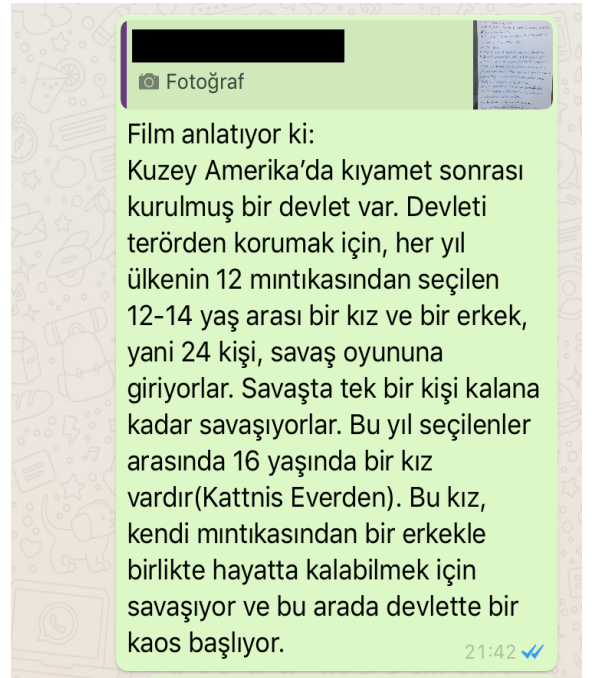 Fotoğraf
Film anlatıyor ki:
Kuzey Amerika’da kıyamet sonrası
kurulmuş bir devlet var. Devleti
terörden korumak için, her yıl
ülkenin 12 mıntıkasından seçilen
12-14 yaş arası bir kız ve bir erkek,
yani 24 kişi, savaş oyununa
giriyorlar. Savaşta tek bir kişi kalana
kadar savaşıyorlar. Bu yıl seçilenler
arasında 16 yaşında bir kız
vardır(Kattnis Everden). Bu kız,
kendi mıntıkasından bir erkekle
birlikte hayatta kalabilmek için
savaşıyor ve bu arada devlette bir
kaos başlıyor.
21:42